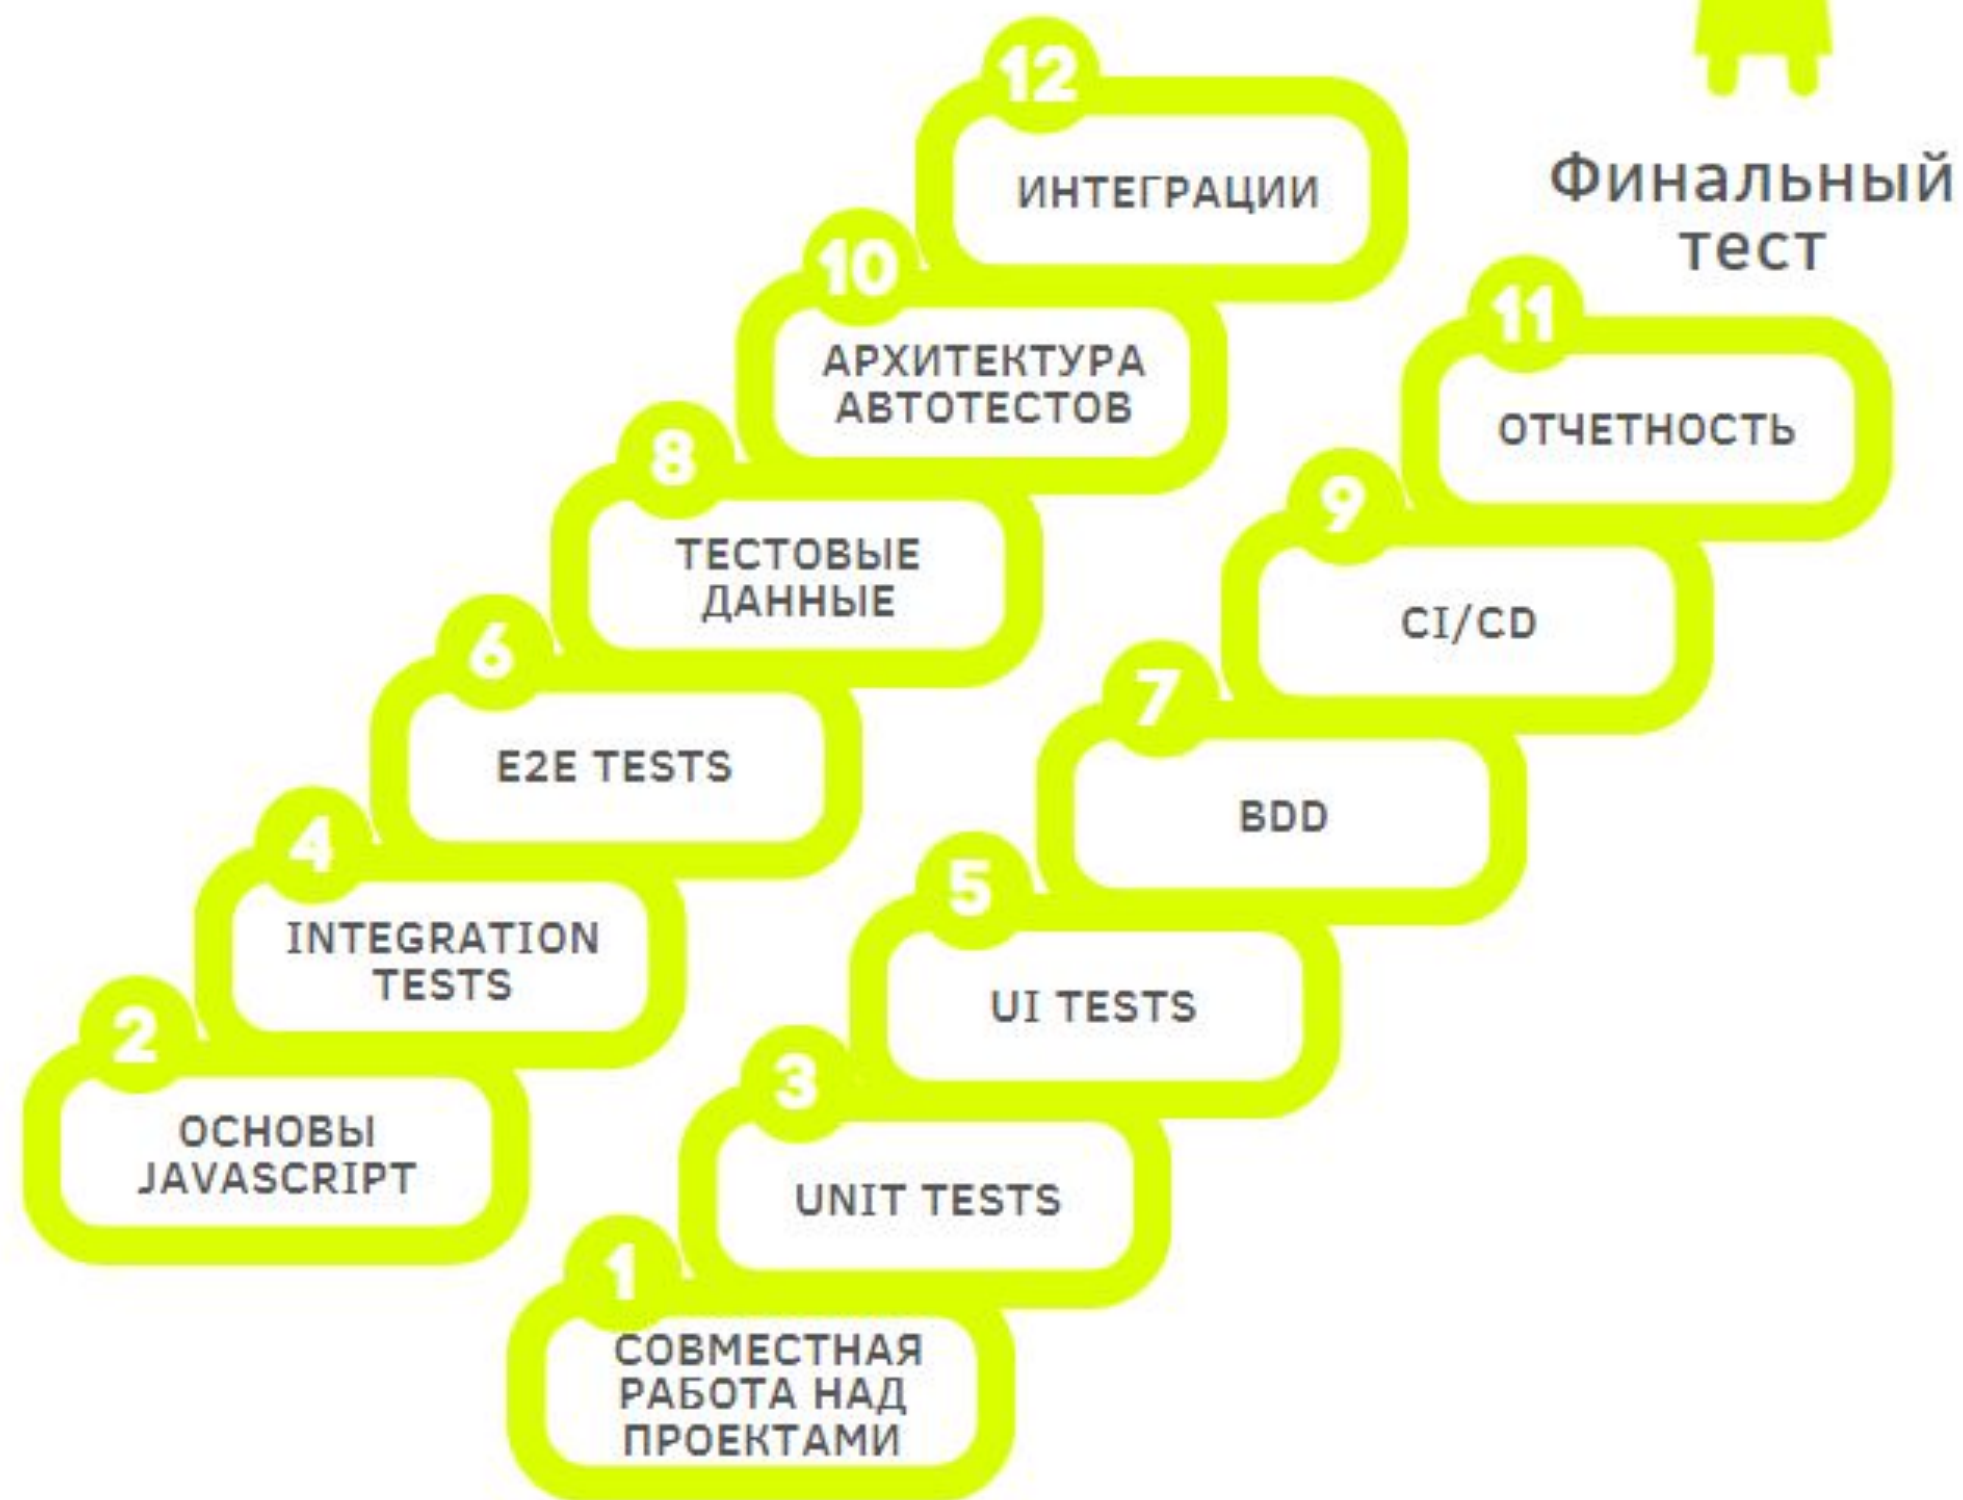 12
ИНТЕГРАЦИИ
Финальный
тест
10
АРХИТЕКТУРА
АВТОТЕСТОВ
11
ОТЧЕТНОСТЬ
8
ТЕСТОВЫЕ
ДАННЫЕ
9
CI/CD
6
E2E TESTS
7
BDD
4
INTEGRATION
TESTS
5
UI TESTS
2
ОСНОВЫ
JAVASCRIPT
3
UNIT TESTS
1
СОВМЕСТНАЯ
РАБОТА НАД
ПРОЕКТАМИ